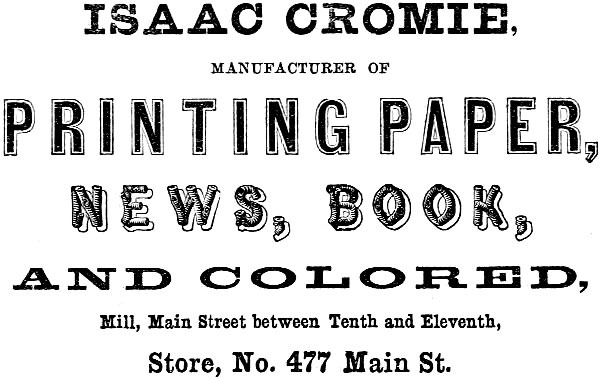 ISAAC CROMIE,
MANUFACTURER OF
PRINTING PAPER,
NEWS, BOOK,
AND COLORED,
Mill, Main Street between Tenth and Eleventh,
Store, No. 477 Main St.